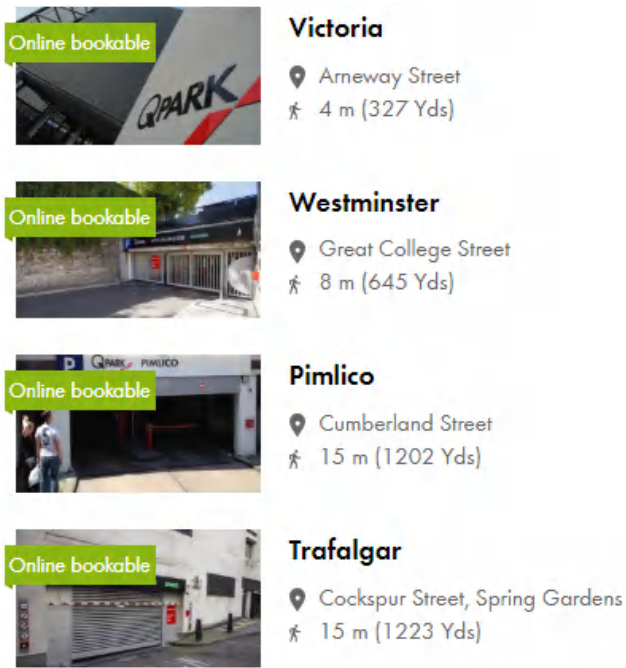 Online bookable
QPARK
Victoria
Arneway Street
4 m (327 Yds)
Online bookable
Westminster
Great College Street
8 m (645 Yds)
P QPARK PIMLICO
Online bookable
Pimlico
Cumberland Street
15 m (1202 Yds)
Online bookable
Trafalgar
Cockspur Street, Spring Gardens
15 m (1223 Yds)